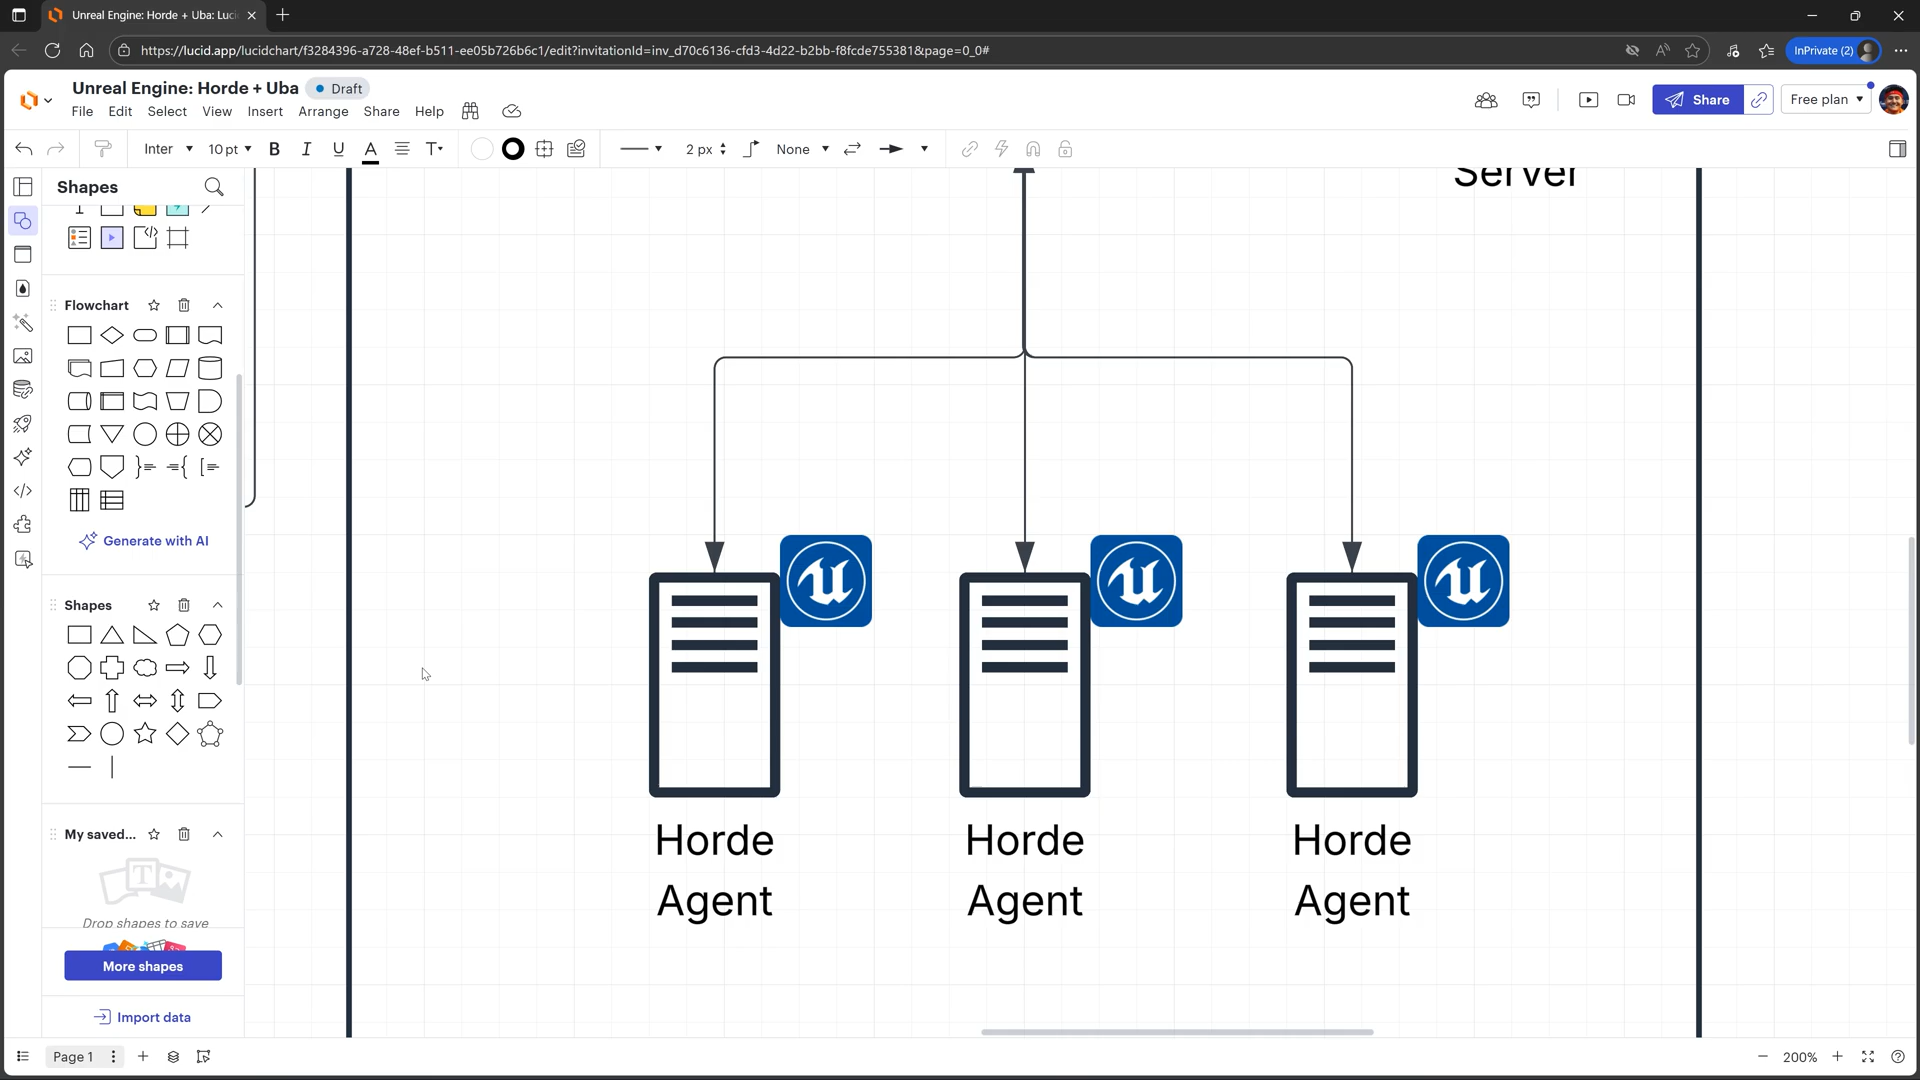 Unreal Engine: Horde + Uba: Luci
https://lucid.app/lucidchart/f3284396-a728-48ef-b511-ee05b726b6c1/edit?invitationId=inv_d70c6136-cfd3-4d22-b2bb-f8fcde755381&page=0_0#
InPrivate (2)
Unreal Engine: Horde + Uba
Draft
File Edit Select View Insert Arrange Share Help
Share
Free plan
Inter 10 pt B I U A T 2 px None
Shapes
Server
Flowchart
Generate with AI
Shapes
My saved...
Drop shapes to save
More shapes
Import data
Horde
Agent
Horde
Agent
Horde
Agent
Page 1
200%